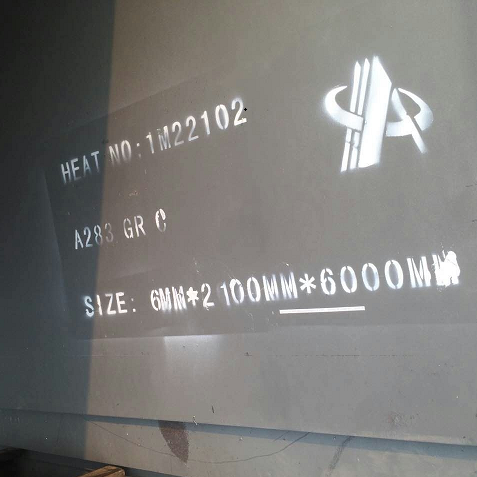 HEAT NO:1M22102
A283 GR C
SIZE: 6MM*2100MM*6000MM